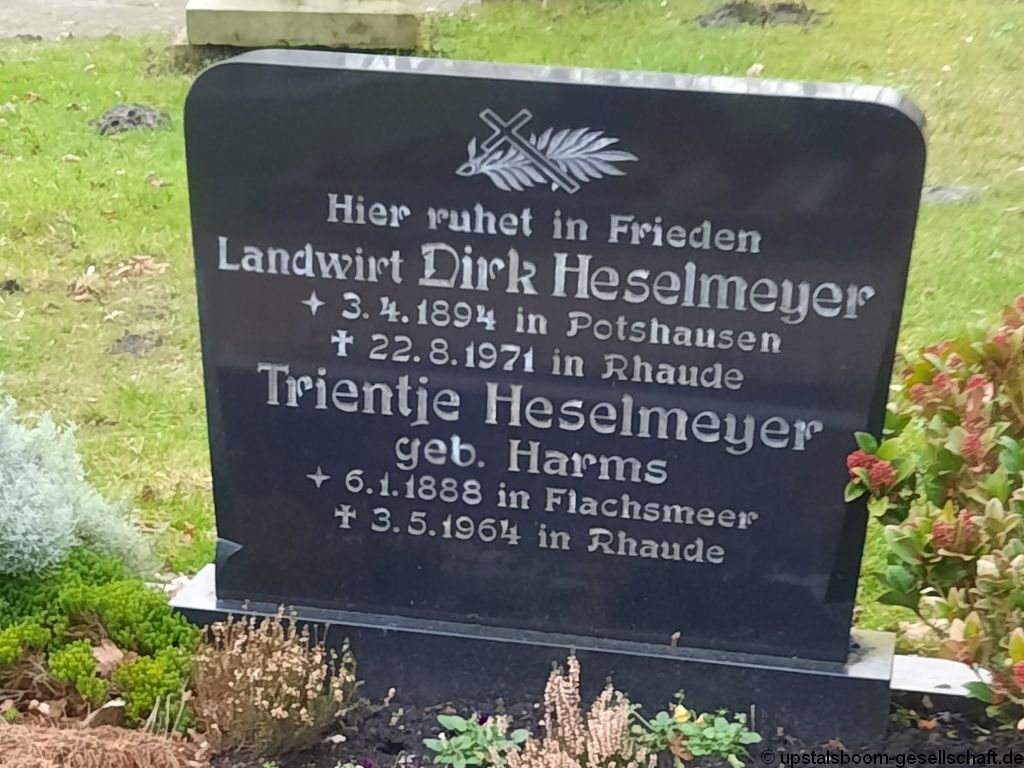 Hier ruhet in Frieden
Landwirt Dirk Heselmeyer
✦ 3.4.1894 in Potshausen
✝ 22.8.1971 in Rhaude
Trientje Heselmeyer
geb. Harms
✦ 6.1.1888 in Flachsmeer
✝ 3.5.1964 in Rhaude
© upstalsboom-gesellschaft.de